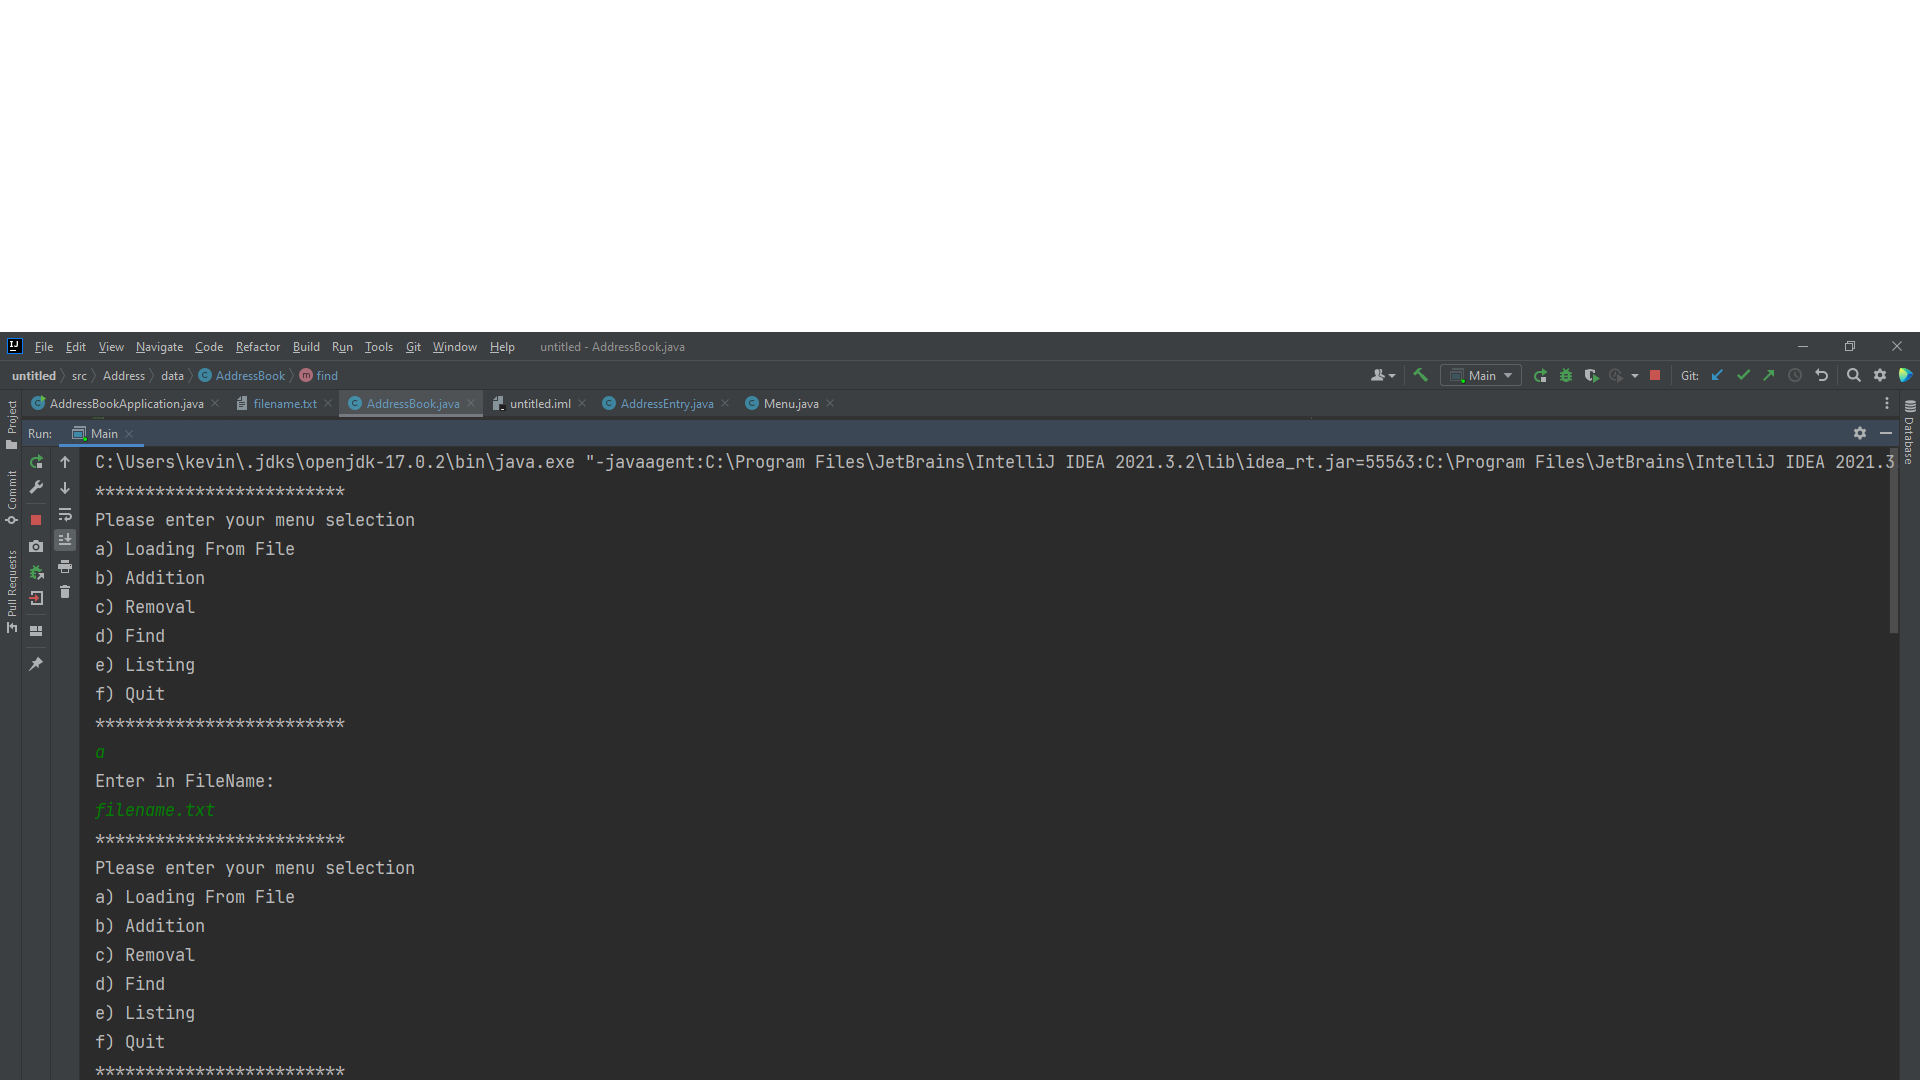 File Edit View Navigate Code Refactor Build Run Tools Git Window Help untitled - AddressBook.java
untitled src Address data AddressBook find Main Git:
AddressBookApplication.java filename.txt AddressBook.java untitled.iml AddressEntry.java Menu.java
Run: Main
Project
Commit
Pull Requests
Database
C:\Users\kevin\.jdks\openjdk-17.0.2\bin\java.exe "-javaagent:C:\Program Files\JetBrains\IntelliJ IDEA 2021.3.2\lib\idea_rt.jar=55563:C:\Program Files\JetBrains\IntelliJ IDEA 2021.3
*************************
Please enter your menu selection
a) Loading From File
b) Addition
c) Removal
d) Find
e) Listing
f) Quit
*************************
a
Enter in FileName:
filename.txt
*************************
Please enter your menu selection
a) Loading From File
b) Addition
c) Removal
d) Find
e) Listing
f) Quit
*************************